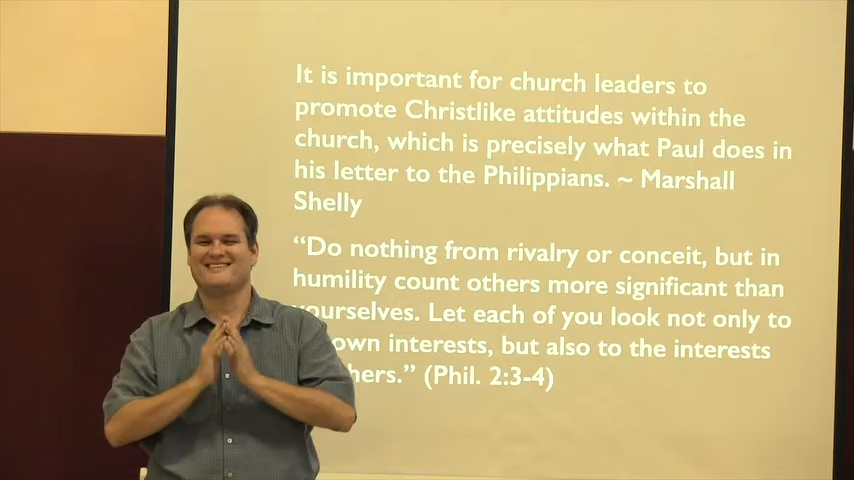 It is important for church leaders to
promote Christlike attitudes within the
church, which is precisely what Paul does in
his letter to the Philippians. ~ Marshall
Shelly
“Do nothing from rivalry or conceit, but in
humility count others more significant than
yourselves. Let each of you look not only to
own interests, but also to the interests
hers.” (Phil. 2:3-4)